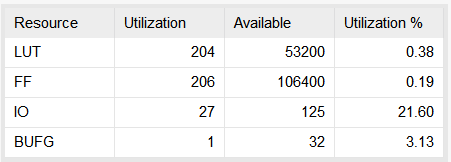 Resource Utilization Available Utilization %
LUT 204 53200 0.38
FF 206 106400 0.19
IO 27 125 21.60
BUFG 1 32 3.13